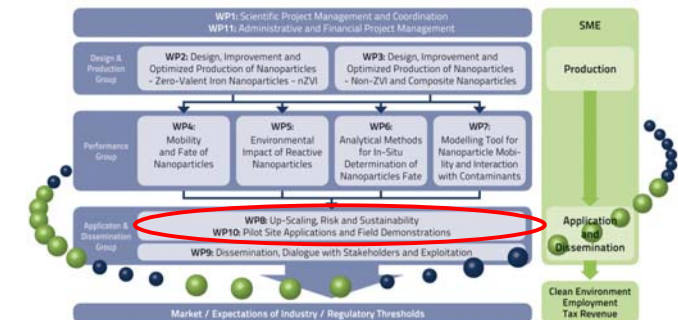 WP1: Scientific Project Management and Coordination
WP11: Administrative and Financial Project Management
SME
Design &
Production
Group
WP2: Design, Improvement and
Optimized Production of Nanoparticles
- Zero-Valent Iron Nanoparticles - nZVI
WP3: Design, Improvement and
Optimized Production of Nanoparticles
- Non-ZVI and Composite Nanoparticles
Production
Performance
Group
WP4:
Mobility
and Fate of
Nanoparticles
WP5:
Environmental
Impact of Reactive
Nanoparticles
WP6:
Analytical Methods
for In-Situ
Determination of
Nanoparticles Fate
WP7:
Modelling Tool for
Nanoparticle Mobi-
lity and Interaction
with Contaminants
Applicaton &
Dissemination
Group
WP8: Up-Scaling, Risk and Sustainability
WP10: Pilot Site Applications and Field Demonstrations
WP9: Dissemination, Dialogue with Stakeholders and Exploitation
Application
and
Dissemination
Market / Expectations of Industry / Regulatory Thresholds
Clean Environment
Employment
Tax Revenue